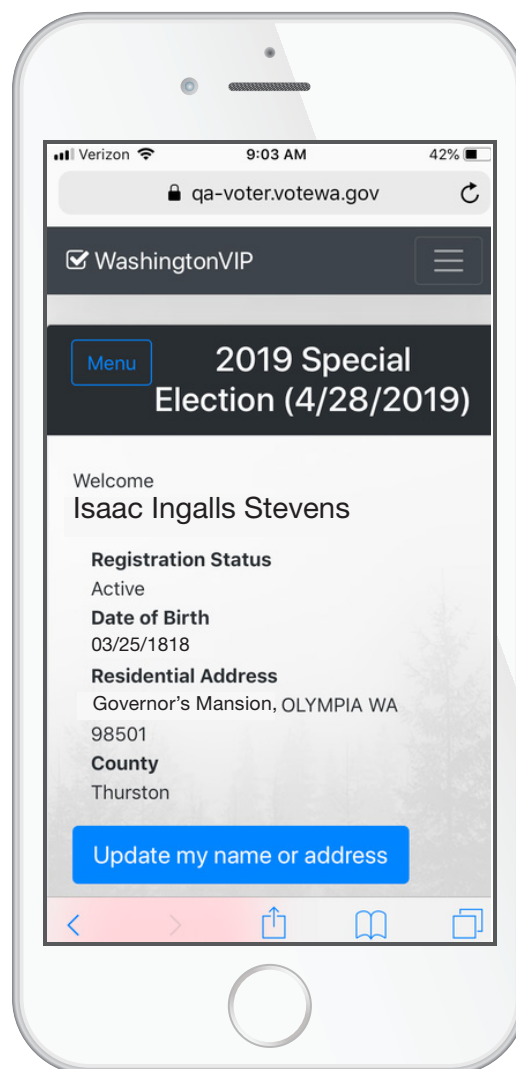 Verizon 9:03 AM 42%
qa-voter.votewa.gov
WashingtonVIP
Menu
2019 Special
Election (4/28/2019)
Welcome
Isaac Ingalls Stevens
Registration Status
Active
Date of Birth
03/25/1818
Residential Address
Governor's Mansion, OLYMPIA WA
98501
County
Thurston
Update my name or address